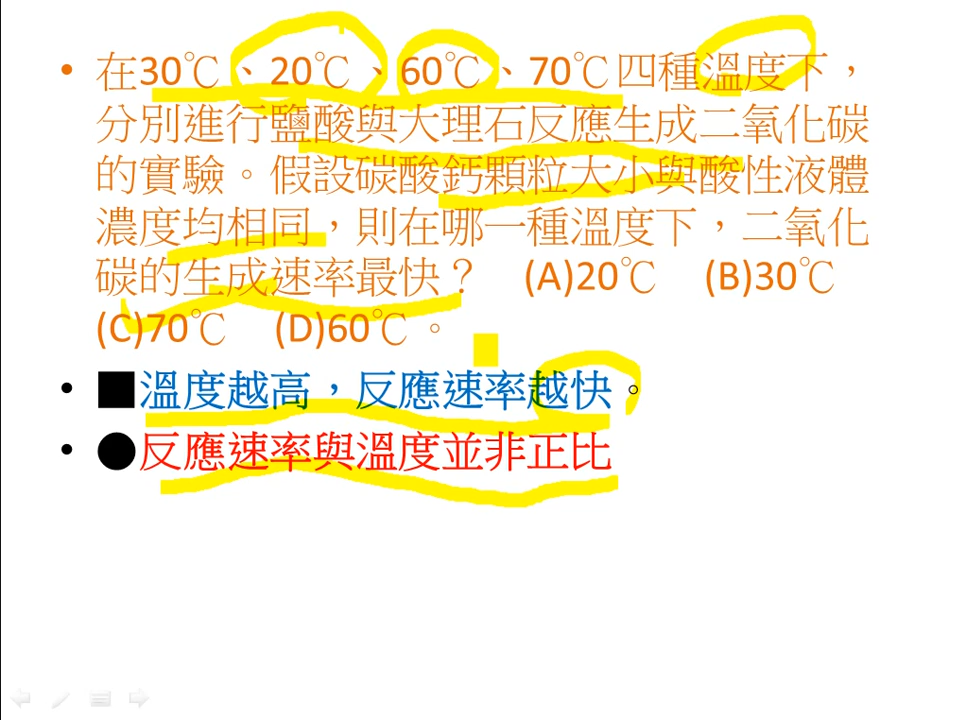 • 在30℃、20℃、60℃、70℃四種溫度下，
分別進行鹽酸與大理石反應生成二氧化碳
的實驗。假設碳酸鈣顆粒大小與酸性液體
濃度均相同，則在哪一種溫度下，二氧化
碳的生成速率最快？ (A)20℃ (B)30℃
(C)70℃ (D)60℃。
• ■溫度越高，反應速率越快。
• ●反應速率與溫度並非正比